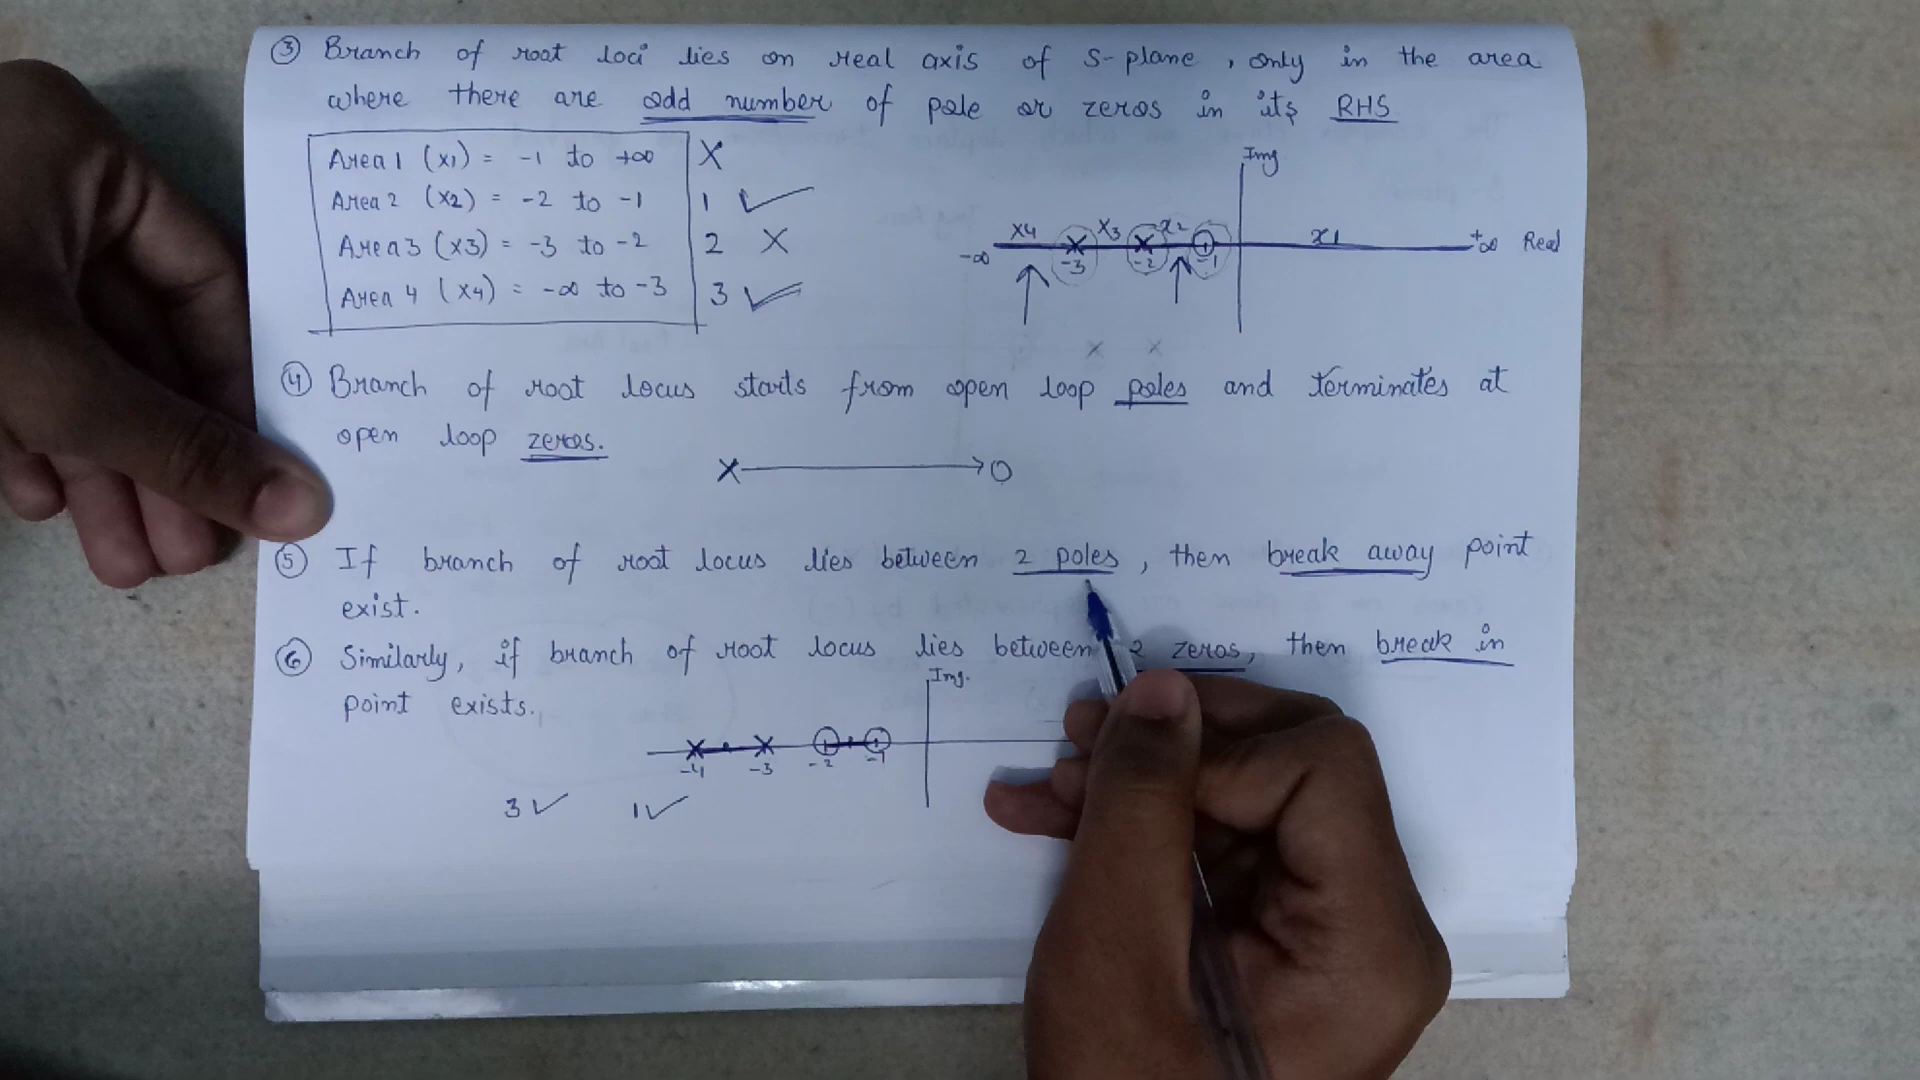 ③ Branch of root loci lies on real axis of S-plane, only in the area
where there are odd number of pole or zeros in its RHS
Area 1 (x1) = -1 to +∞ X
Area 2 (x2) = -2 to -1 1 ✓
Area 3 (x3) = -3 to -2 2 X
Area 4 (x4) = -∞ to -3 3 ✓
Img
x4 x3 x2 x1
-∞ -3 -2 -1 +∞ Real
X X
④ Branch of root locus starts from open loop poles and terminates at
open loop zeros.
X → O
⑤ If branch of root locus lies between 2 poles, then break away point
exist.
⑥ Similarly, if branch of root locus lies between 2 zeros, then break in
point exists.
Img.
-4 -3 -2 -1
3 ✓ 1 ✓